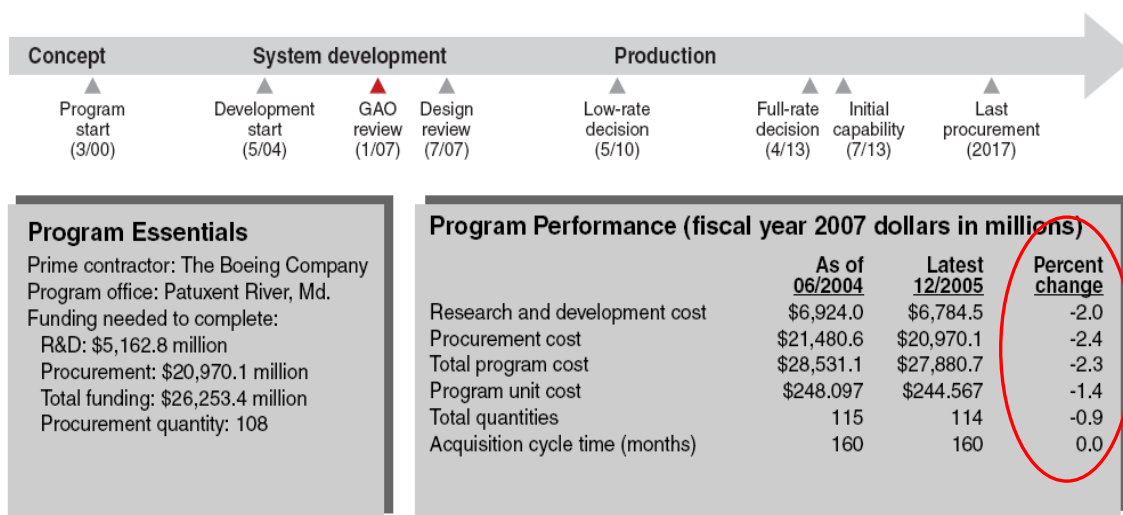 Concept System development Production
Program start (3/00)
Development start (5/04)
GAO review (1/07)
Design review (7/07)
Low-rate decision (5/10)
Full-rate decision (4/13)
Initial capability (7/13)
Last procurement (2017)
Program Essentials
Prime contractor: The Boeing Company
Program office: Patuxent River, Md.
Funding needed to complete:
R&D: $5,162.8 million
Procurement: $20,970.1 million
Total funding: $26,253.4 million
Procurement quantity: 108
Program Performance (fiscal year 2007 dollars in millions)
As of 06/2004 Latest 12/2005 Percent change
Research and development cost $6,924.0 $6,784.5 -2.0
Procurement cost $21,480.6 $20,970.1 -2.4
Total program cost $28,531.1 $27,880.7 -2.3
Program unit cost $248.097 $244.567 -1.4
Total quantities 115 114 -0.9
Acquisition cycle time (months) 160 160 0.0